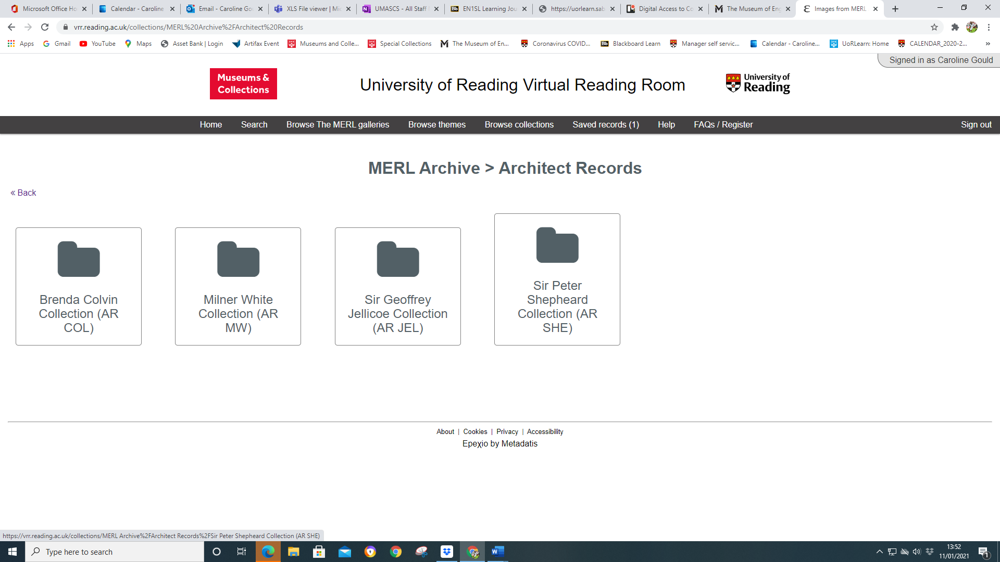 Microsoft Office Ho
Calendar - Caroline
Email - Caroline Go
XLS File viewer | Mic
UMASCS - All Staff
EN1SL Learning Jou
https://uorlearn.sab
Digital Access to Co
The Museum of Eng
Images from MERL
vrr.reading.ac.uk/collections/MERL%20Archive%2FArchitect%20Records
Apps
Gmail
YouTube
Maps
Asset Bank | Login
Artifax Event
Museums and Colle...
Special Collections
The Museum of En...
Coronavirus COVID...
Blackboard Learn
Manager self servic...
Calendar - Caroline...
UoRLearn: Home
CALENDAR_2020-2...
»
Signed in as Caroline Gould
Museums &
Collections
University of Reading Virtual Reading Room
University of
Reading
Home
Search
Browse The MERL galleries
Browse themes
Browse collections
Saved records (1)
Help
FAQs / Register
Sign out
MERL Archive > Architect Records
« Back
Brenda Colvin
Collection (AR
COL)
Milner White
Collection (AR
MW)
Sir Geoffrey
Jellicoe Collection
(AR JEL)
Sir Peter
Shepheard
Collection (AR
SHE)
About | Cookies | Privacy | Accessibility
Epeχio by Metadatis
https://vrr.reading.ac.uk/collections/MERL Archive%2FArchitect Records%2FSir Peter Shepheard Collection (AR SHE)
Type here to search
13:52
11/01/2021
1